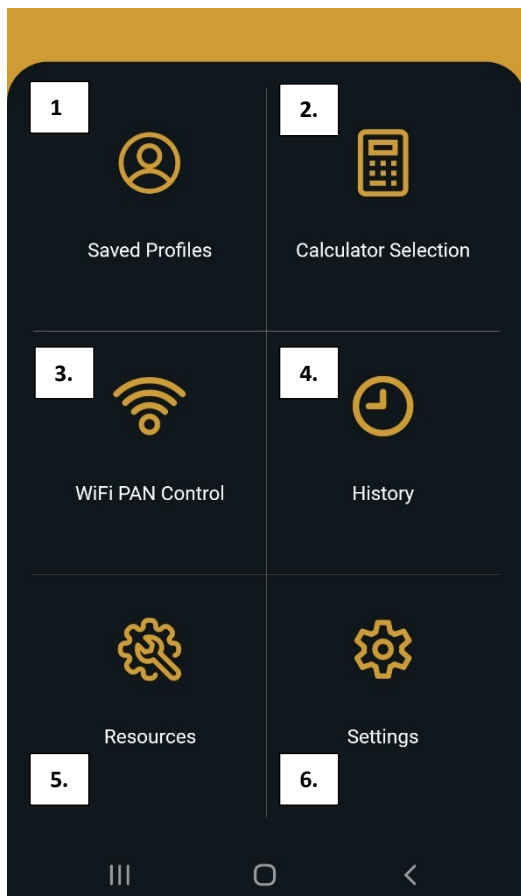 1
2.
Saved Profiles
Calculator Selection
3.
4.
WiFi PAN Control
History
Resources
Settings
5.
6.